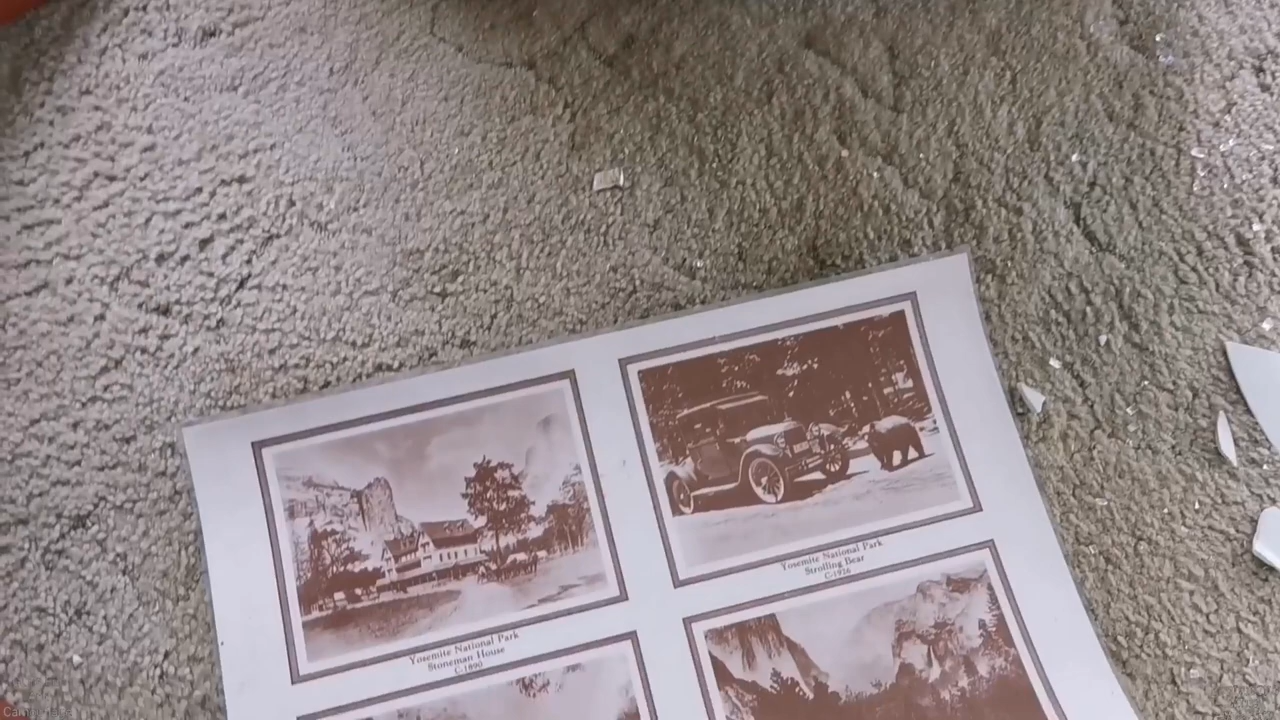 Yosemite National Park
Stoneman House
C-1890
Yosemite National Park
Strolling Bear
C-1926